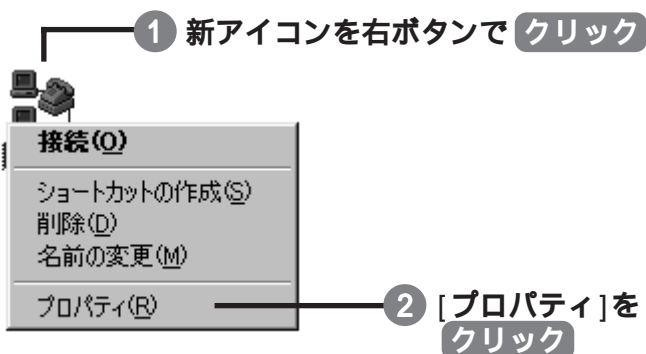 1 新アイコンを右ボタンで クリック
接続(O)
ショートカットの作成(S)
削除(D)
名前の変更(M)
プロパティ(R)
2 [プロパティ]を
クリック